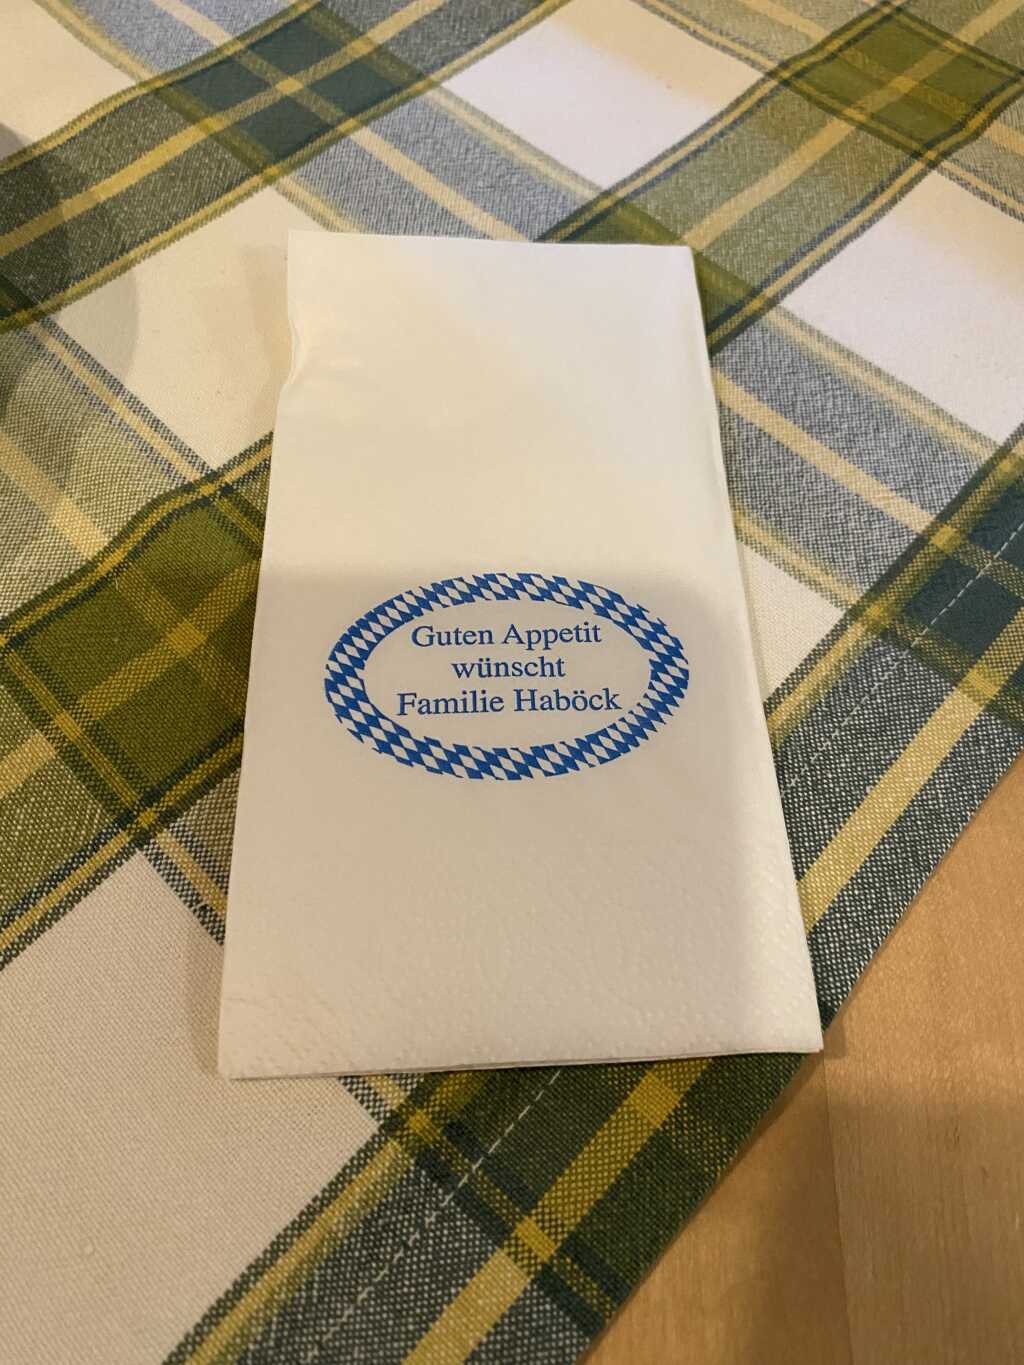 Guten Appetit
wünscht
Familie Haböck